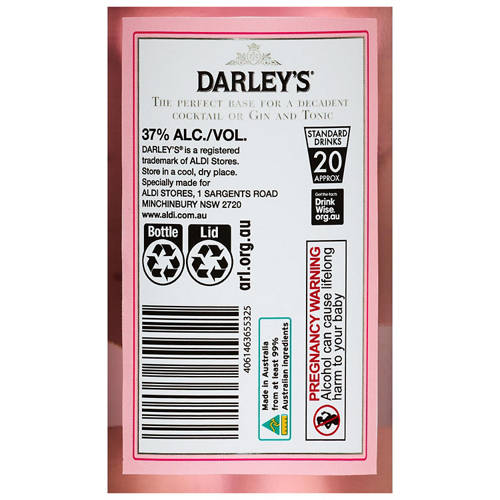 DARLEY'S®
THE PERFECT BASE FOR A DECADENT
COCKTAIL OR GIN AND TONIC
37% ALC./VOL.
DARLEY'S® is a registered
trademark of ALDI Stores.
Store in a cool, dry place.
Specially made for
ALDI STORES, 1 SARGENTS ROAD
MINCHINBURY NSW 2720
www.aldi.com.au
STANDARD
DRINKS
20
APPROX.
Get the facts
Drink
Wise.
org.au
Bottle
Lid
arl.org.au
4061463655325
Made in Australia
from at least 99%
Australian ingredients
PREGNANCY WARNING
Alcohol can cause lifelong
harm to your baby